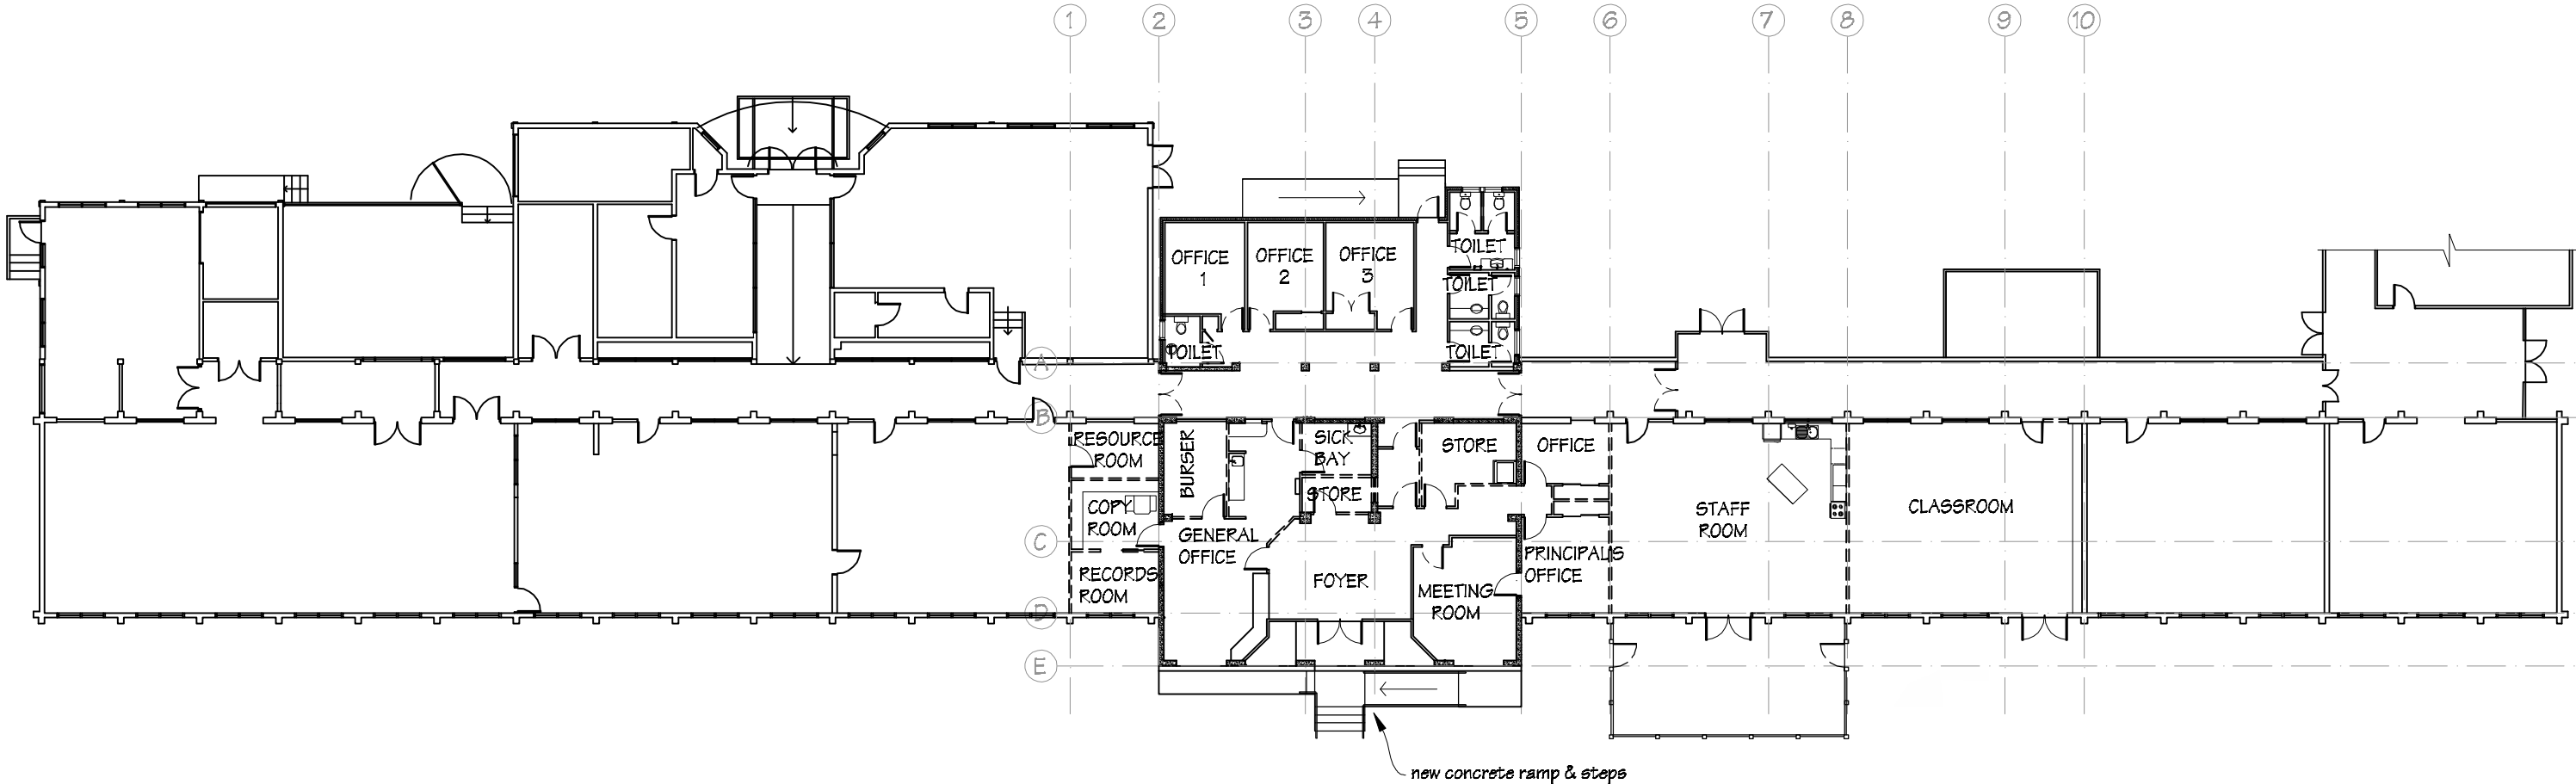 1 2 3 4 5 6 7 8 9 10
OFFICE
1
OFFICE
2
OFFICE
3
TOILET
TOILET
TOILET
TOILET
A
B
RESOURCE
ROOM
BURSER
SICK
BAY
STORE
OFFICE
COPY
ROOM
STORE
STAFF
ROOM
CLASSROOM
C
GENERAL
OFFICE
PRINCIPAL'S
OFFICE
RECORDS
ROOM
FOYER
MEETING
ROOM
D
E
new concrete ramp & steps